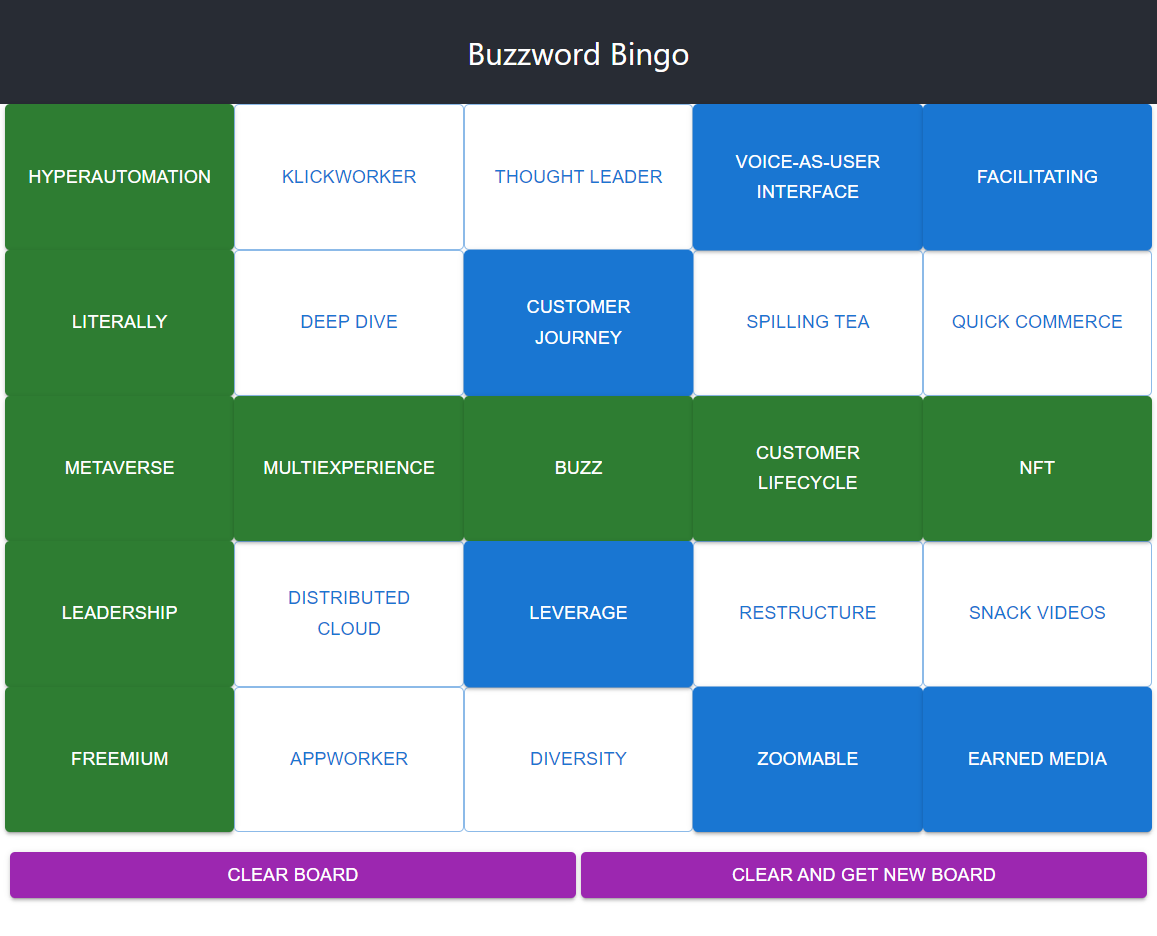 Buzzword Bingo
HYPERAUTOMATION
KLICKWORKER
THOUGHT LEADER
VOICE-AS-USER
INTERFACE
FACILITATING
LITERALLY
DEEP DIVE
CUSTOMER
JOURNEY
SPILLING TEA
QUICK COMMERCE
METAVERSE
MULTIEXPERIENCE
BUZZ
CUSTOMER
LIFECYCLE
NFT
LEADERSHIP
DISTRIBUTED
CLOUD
LEVERAGE
RESTRUCTURE
SNACK VIDEOS
FREEMIUM
APPWORKER
DIVERSITY
ZOOMABLE
EARNED MEDIA
CLEAR BOARD
CLEAR AND GET NEW BOARD